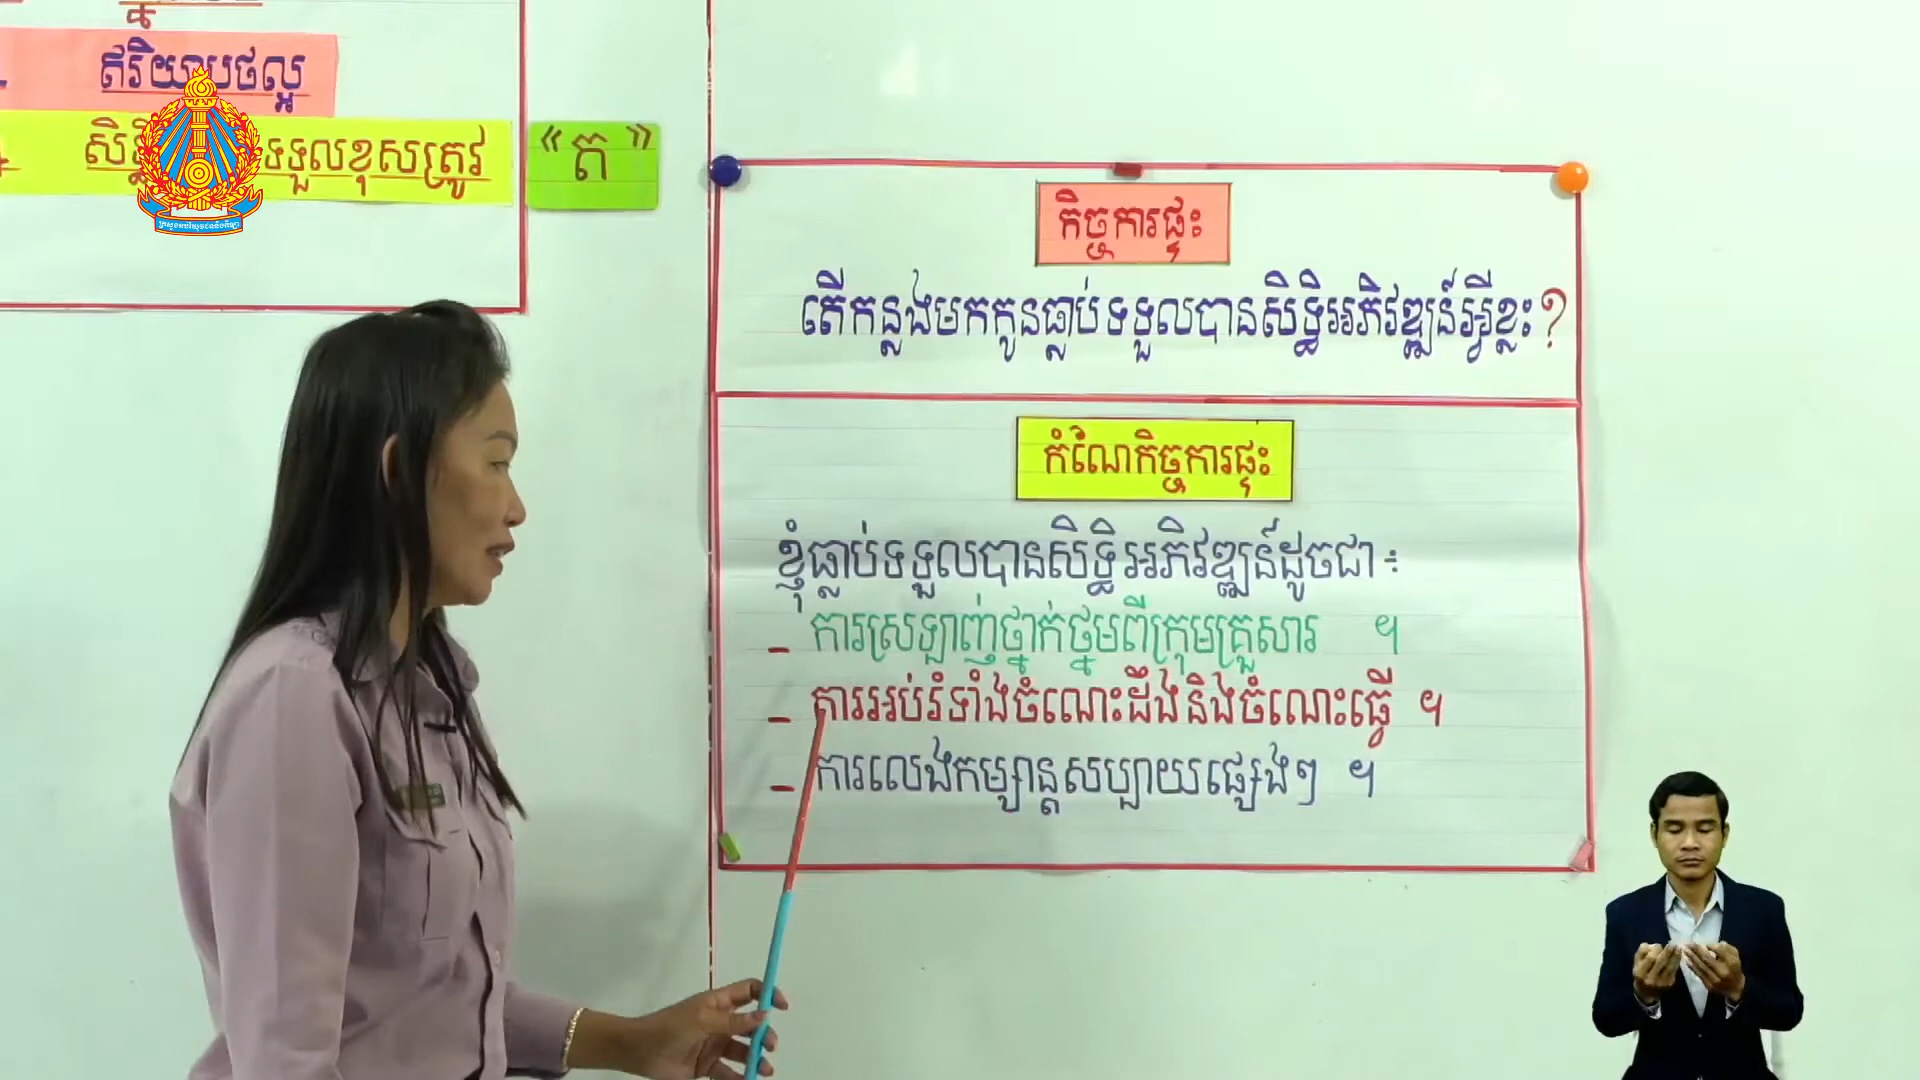 ឥរិយាបថល្អ
ទទួលខុសត្រូវ
“ត”
កិច្ចការផ្ទះ
តើកន្លងមកកូនធ្លាប់ទទួលបានសិទ្ធិអភិវឌ្ឍន៍អ្វីខ្លះ?
កំណែកិច្ចការផ្ទះ
ខ្ញុំធ្លាប់ទទួលបានសិទ្ធិអភិវឌ្ឍន៍ដូចជា៖
- ការស្រឡាញ់ថ្នាក់ថ្នមពីក្រុមគ្រួសារ ។
- ការអប់រំទាំងចំណេះដឹងនិងចំណេះធ្វើ ។
- ការលេងកម្សាន្តសប្បាយផ្សេងៗ ។